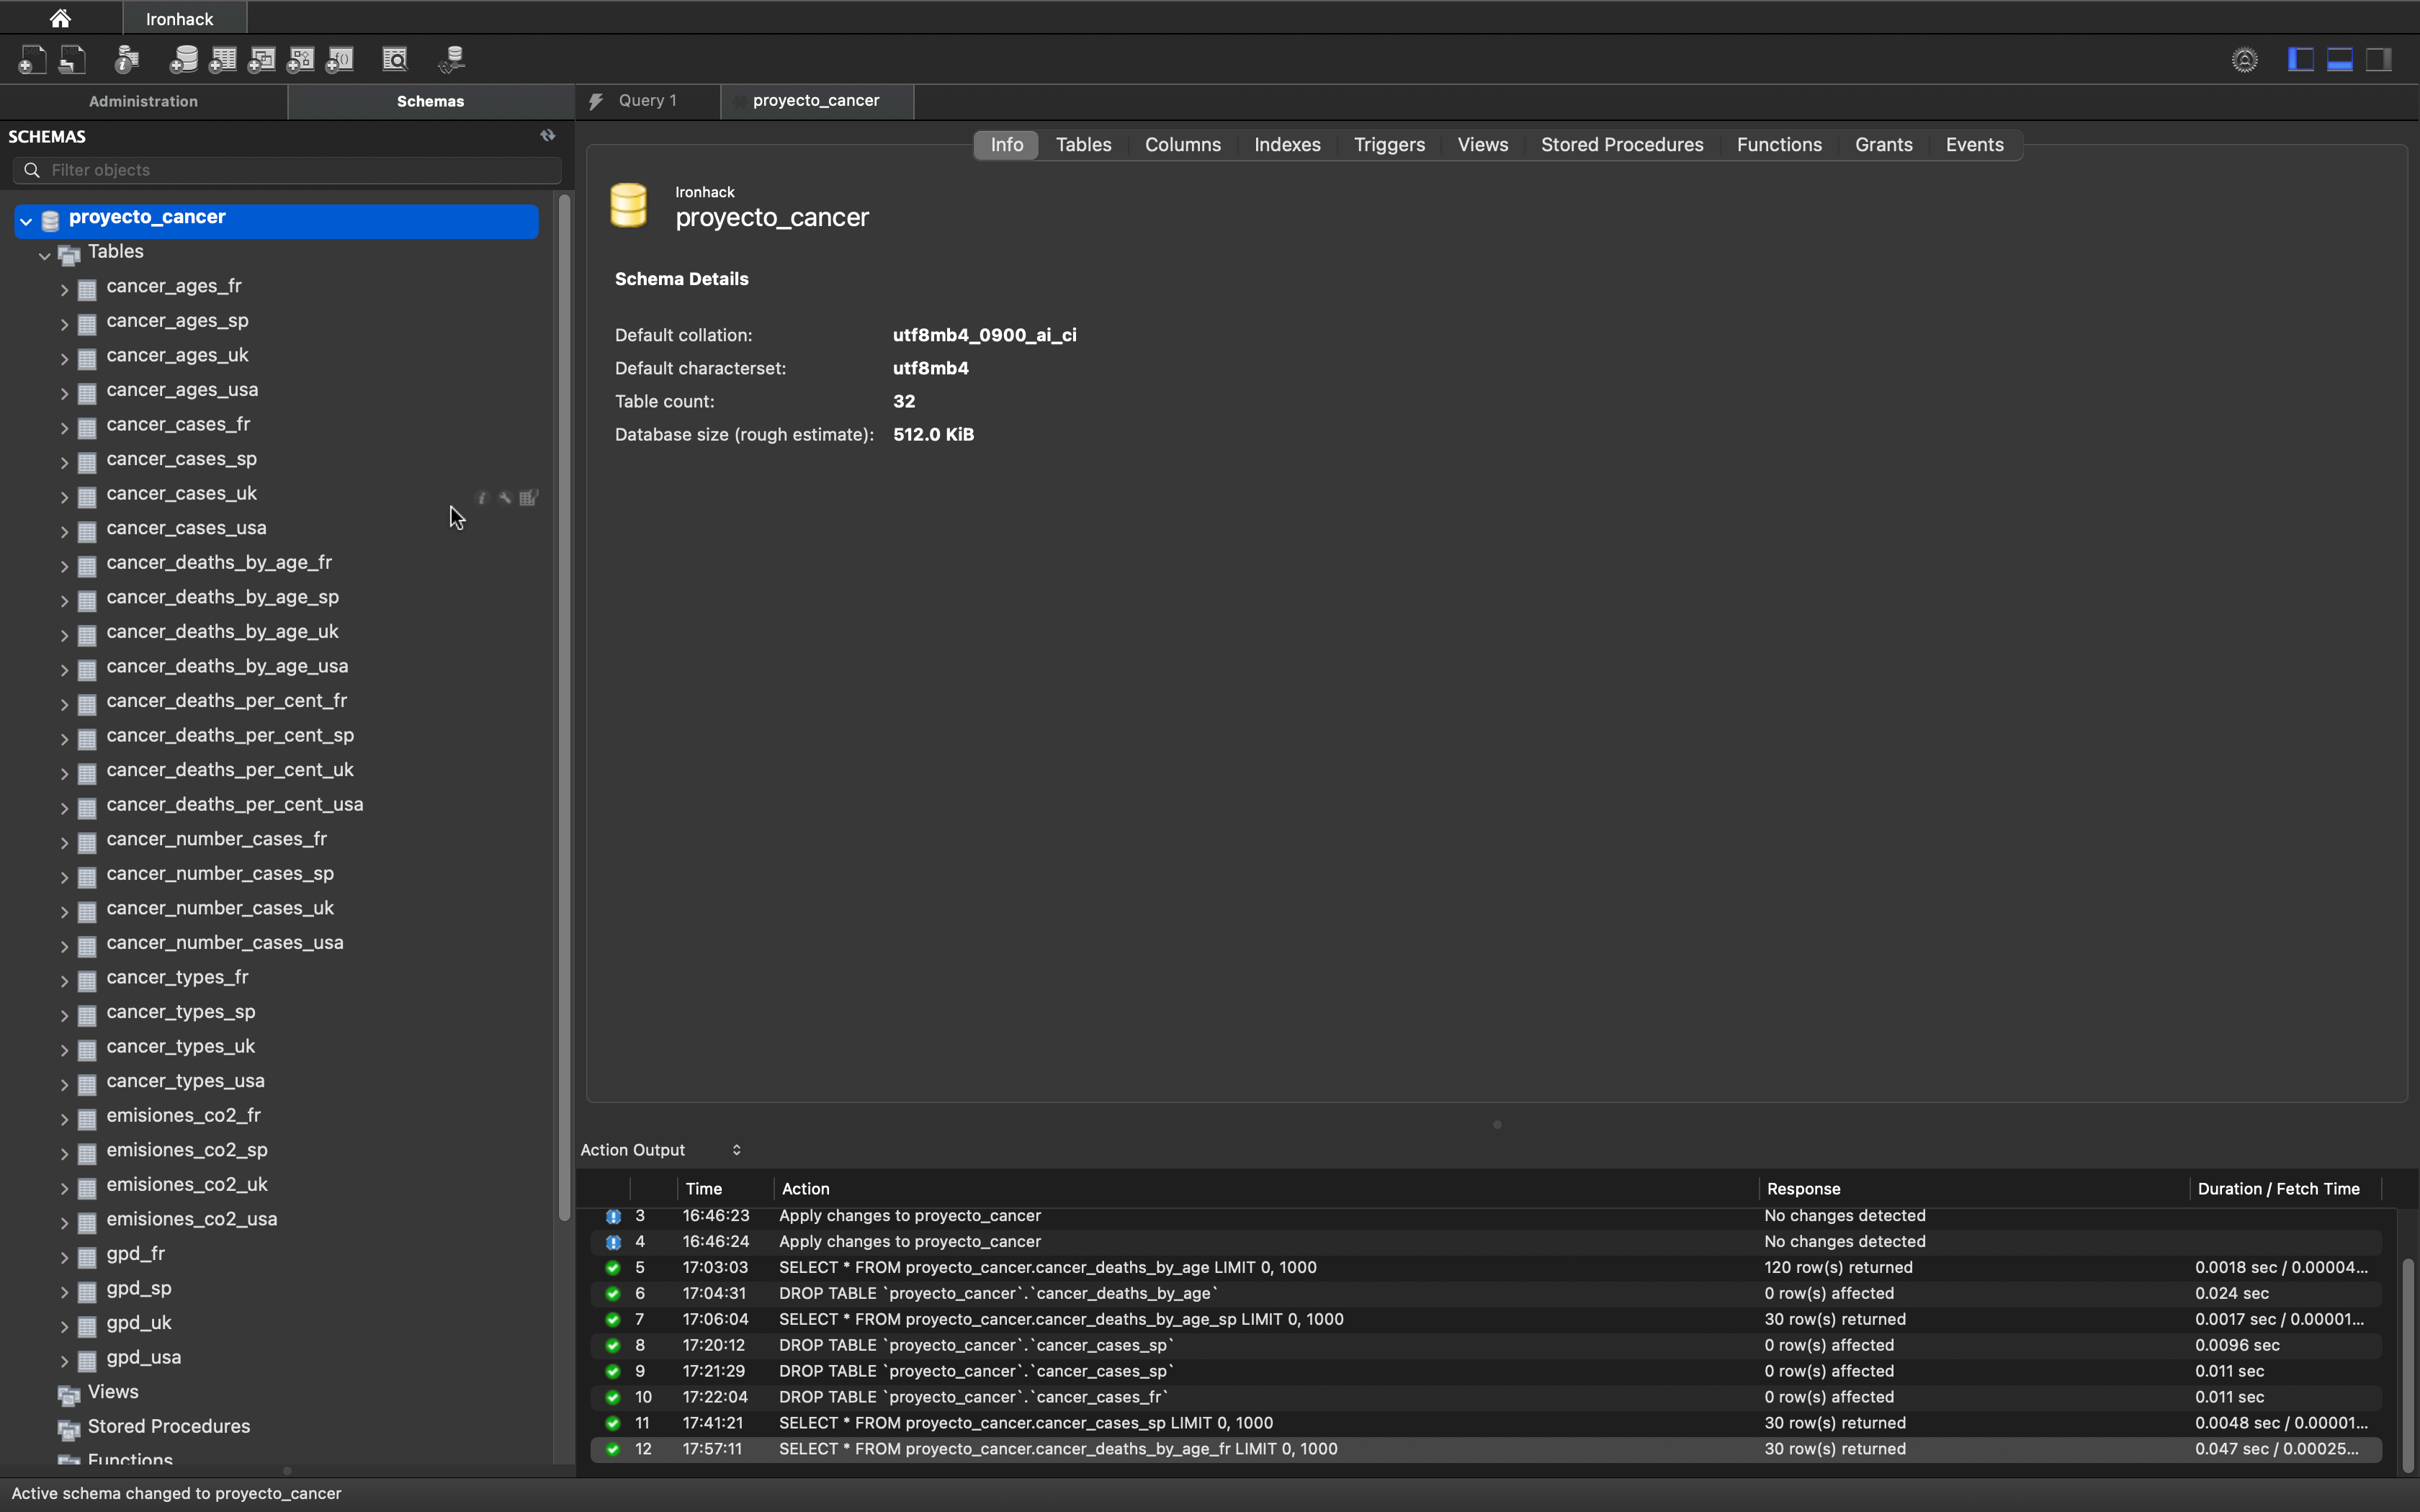 Ironhack
Administration
Schemas
Query 1
proyecto_cancer
SCHEMAS
Filter objects
proyecto_cancer
Tables
cancer_ages_fr
cancer_ages_sp
cancer_ages_uk
cancer_ages_usa
cancer_cases_fr
cancer_cases_sp
cancer_cases_uk
cancer_cases_usa
cancer_deaths_by_age_fr
cancer_deaths_by_age_sp
cancer_deaths_by_age_uk
cancer_deaths_by_age_usa
cancer_deaths_per_cent_fr
cancer_deaths_per_cent_sp
cancer_deaths_per_cent_uk
cancer_deaths_per_cent_usa
cancer_number_cases_fr
cancer_number_cases_sp
cancer_number_cases_uk
cancer_number_cases_usa
cancer_types_fr
cancer_types_sp
cancer_types_uk
cancer_types_usa
emisiones_co2_fr
emisiones_co2_sp
emisiones_co2_uk
emisiones_co2_usa
gpd_fr
gpd_sp
gpd_uk
gpd_usa
Views
Stored Procedures
Functions
Info Tables Columns Indexes Triggers Views Stored Procedures Functions Grants Events
Ironhack
proyecto_cancer
Schema Details
Default collation: utf8mb4_0900_ai_ci
Default characterset: utf8mb4
Table count: 32
Database size (rough estimate): 512.0 KiB
Action Output
Time Action Response Duration / Fetch Time
3 16:46:23 Apply changes to proyecto_cancer No changes detected
4 16:46:24 Apply changes to proyecto_cancer No changes detected
5 17:03:03 SELECT * FROM proyecto_cancer.cancer_deaths_by_age LIMIT 0, 1000 120 row(s) returned 0.0018 sec / 0.00004...
6 17:04:31 DROP TABLE `proyecto_cancer`.`cancer_deaths_by_age` 0 row(s) affected 0.024 sec
7 17:06:04 SELECT * FROM proyecto_cancer.cancer_deaths_by_age_sp LIMIT 0, 1000 30 row(s) returned 0.0017 sec / 0.00001...
8 17:20:12 DROP TABLE `proyecto_cancer`.`cancer_cases_sp` 0 row(s) affected 0.0096 sec
9 17:21:29 DROP TABLE `proyecto_cancer`.`cancer_cases_sp` 0 row(s) affected 0.011 sec
10 17:22:04 DROP TABLE `proyecto_cancer`.`cancer_cases_fr` 0 row(s) affected 0.011 sec
11 17:41:21 SELECT * FROM proyecto_cancer.cancer_cases_sp LIMIT 0, 1000 30 row(s) returned 0.0048 sec / 0.00001...
12 17:57:11 SELECT * FROM proyecto_cancer.cancer_deaths_by_age_fr LIMIT 0, 1000 30 row(s) returned 0.047 sec / 0.00025...
Active schema changed to proyecto_cancer